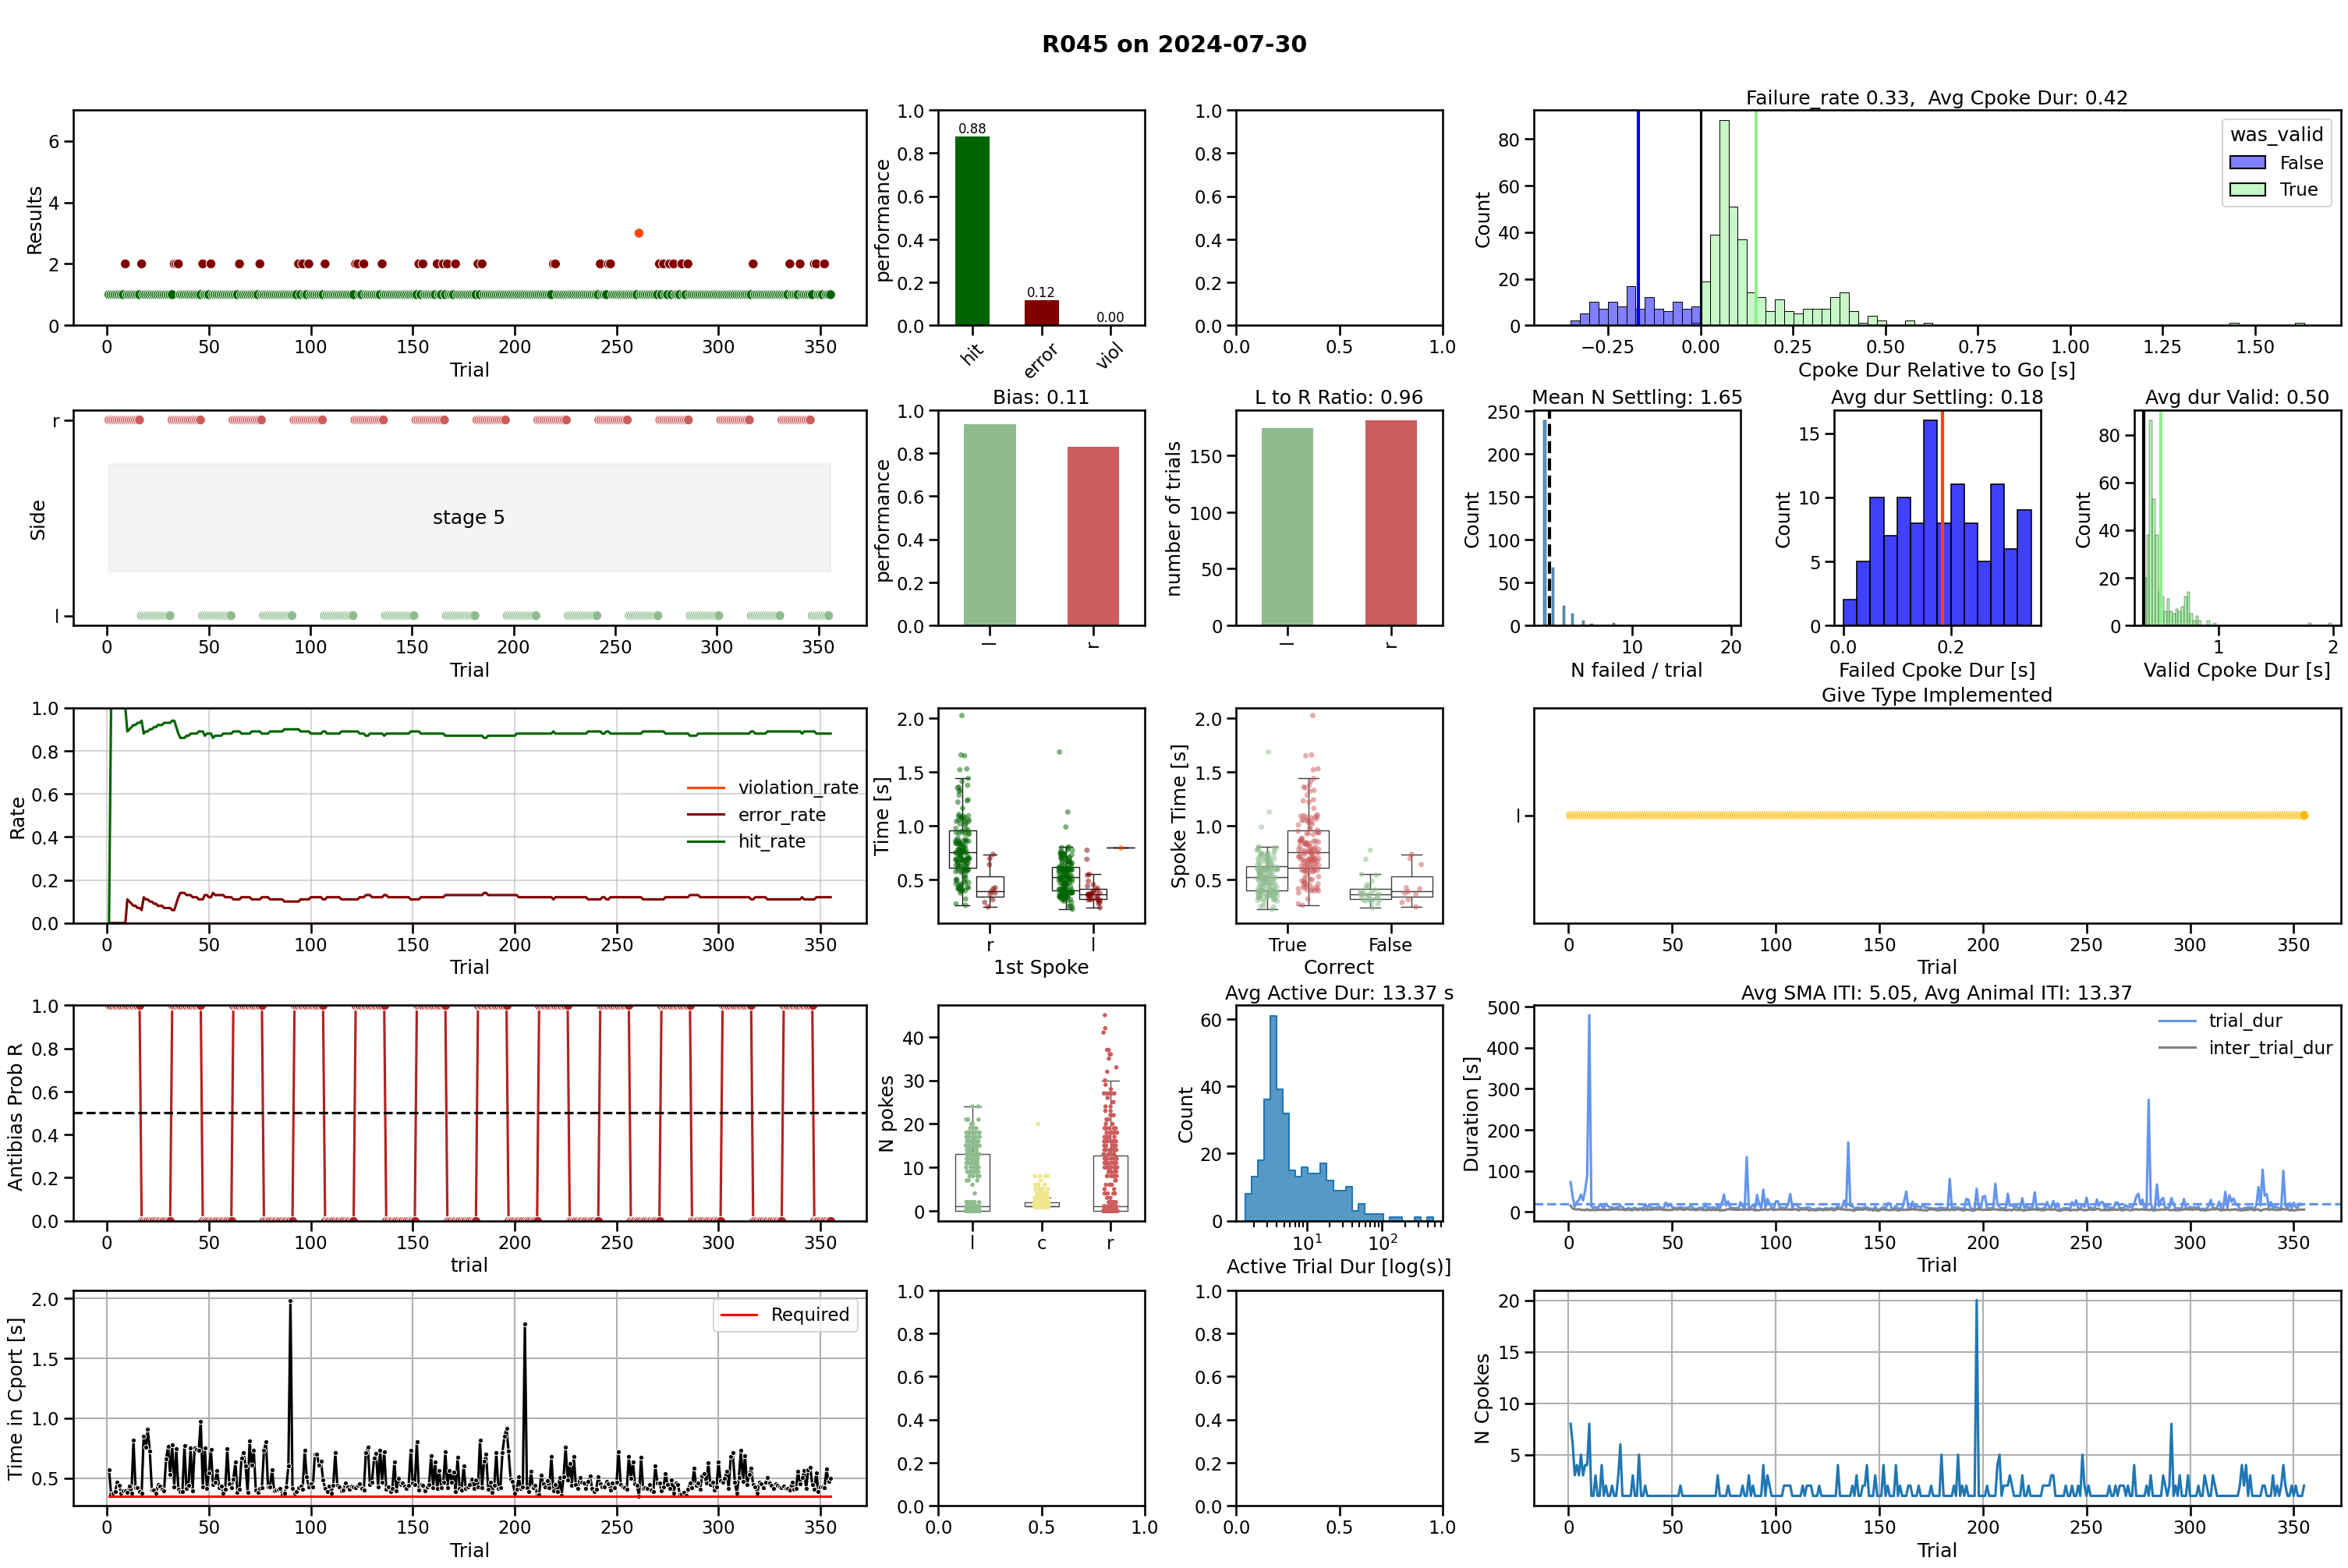 R045 on 2024-07-30
Results
6
4
2
0
0 50 100 150 200 250 300 350
Trial
performance
1.0
0.8
0.6
0.4
0.2
0.0
0.88
0.12
0.00
hit
error
viol
1.0
0.8
0.6
0.4
0.2
0.0
0.0 0.5 1.0
Failure_rate 0.33,  Avg Cpoke Dur: 0.42
Count
80
60
40
20
0
was_valid
False
True
−0.25 0.00 0.25 0.50 0.75 1.00 1.25 1.50
Cpoke Dur Relative to Go [s]
Side
r
l
stage 5
0 50 100 150 200 250 300 350
Trial
Bias: 0.11
performance
1.0
0.8
0.6
0.4
0.2
0.0
l r
L to R Ratio: 0.96
number of trials
150
100
50
0
l r
Mean N Settling: 1.65
Count
250
200
150
100
50
0
10 20
N failed / trial
Avg dur Settling: 0.18
Count
15
10
5
0
0.0 0.2
Failed Cpoke Dur [s]
Avg dur Valid: 0.50
Count
80
60
40
20
0
1 2
Valid Cpoke Dur [s]
Rate
1.0
0.8
0.6
0.4
0.2
0.0
violation_rate
error_rate
hit_rate
0 50 100 150 200 250 300 350
Trial
Time [s]
2.0
1.5
1.0
0.5
r l
1st Spoke
Spoke Time [s]
2.0
1.5
1.0
0.5
True False
Correct
Give Type Implemented
l
0 50 100 150 200 250 300 350
Trial
Antibias Prob R
1.0
0.8
0.6
0.4
0.2
0.0
0 50 100 150 200 250 300 350
trial
N pokes
40
30
20
10
0
l c r
Avg Active Dur: 13.37 s
Count
60
40
20
0
10¹ 10²
Active Trial Dur [log(s)]
Avg SMA ITI: 5.05, Avg Animal ITI: 13.37
Duration [s]
500
400
300
200
100
0
trial_dur
inter_trial_dur
0 50 100 150 200 250 300 350
Trial
Time in Cport [s]
2.0
1.5
1.0
0.5
Required
0 50 100 150 200 250 300 350
Trial
1.0
0.8
0.6
0.4
0.2
0.0
0.0 0.5 1.0
1.0
0.8
0.6
0.4
0.2
0.0
0.0 0.5 1.0
N Cpokes
20
15
10
5
0 50 100 150 200 250 300 350
Trial